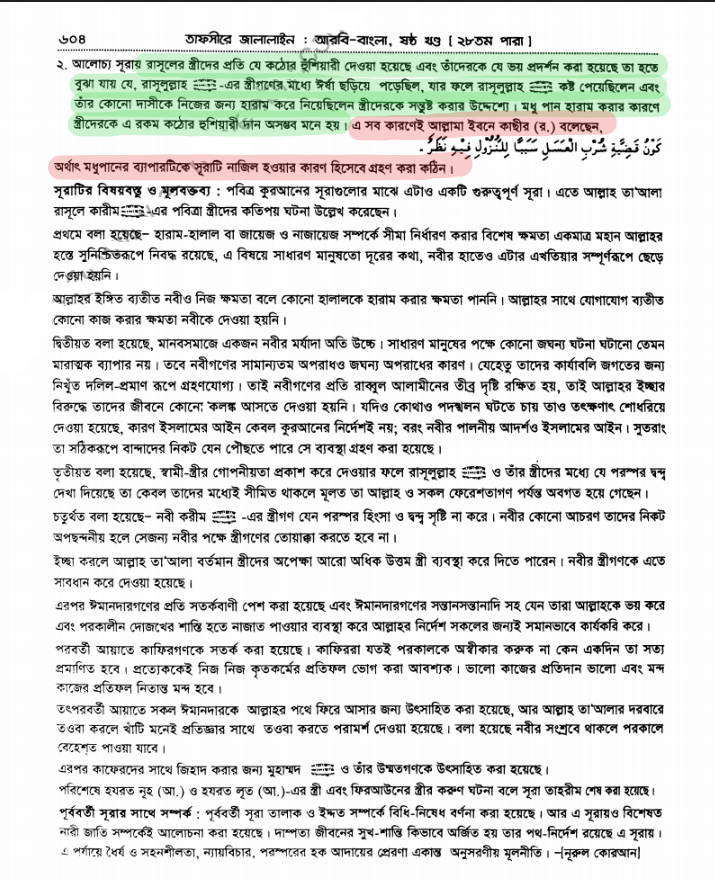 ৬০৪ তাফসীরে জালালাইন : আরবি-বাংলা, ষষ্ঠ খণ্ড [ ২৮তম পারা ]
২. আলোচ্য সূরায় রাসূলের স্ত্রীদের প্রতি যে কঠোর হুঁশিয়ারী দেওয়া হয়েছে এবং তাঁদেরকে যে ভয় প্রদর্শন করা হয়েছে তা হতে
বুঝা যায় যে, রাসূলুল্লাহ ﷺ -এর স্ত্রীগণের মধ্যে ঈর্ষা ছড়িয়ে পড়েছিল, যার ফলে রাসূলুল্লাহ ﷺ কষ্ট পেয়েছিলেন এবং
তাঁর কোনো দাসীকে নিজের জন্য হারাম করে নিয়েছিলেন স্ত্রীদেরকে সন্তুষ্ট করার উদ্দেশ্যে। মধু পান হারাম করার কারণে
স্ত্রীদেরকে এ রকম কঠোর হুশিয়ারী দান অসম্ভব মনে হয়। এ সব কারণেই আল্লামা ইবনে কাছীর (র.) বলেছেন,
كَوْنُ قَضِيَّةِ شُرْبِ الْعَسَلِ سَبَبًا لِلنُّزُوْلِ فِيْهِ نَظَرٌ .
অর্থাৎ মধুপানের ব্যাপারটিকে সূরাটি নাজিল হওয়ার কারণ হিসেবে গ্রহণ করা কঠিন।
সূরাটির বিষয়বস্তু ও মূলবক্তব্য : পবিত্র কুরআনের সূরাগুলোর মাঝে এটাও একটি গুরুত্বপূর্ণ সূরা। এতে আল্লাহ তা'আলা
রাসূলে কারীম ﷺ -এর পবিত্রা স্ত্রীদের কতিপয় ঘটনা উল্লেখ করেছেন।
প্রথমে বলা হয়েছে– হারাম-হালাল বা জায়েজ ও নাজায়েজ সম্পর্কে সীমা নির্ধারণ করার বিশেষ ক্ষমতা একমাত্র মহান আল্লাহর
হস্তে সুনিশ্চিতরূপে নিবদ্ধ রয়েছে, এ বিষয়ে সাধারণ মানুষতো দূরের কথা, নবীর হাতেও এটার এখতিয়ার সম্পূর্ণরূপে ছেড়ে
দেওয়া হয়নি।
আল্লাহর ইঙ্গিত ব্যতীত নবীও নিজ ক্ষমতা বলে কোনো হালালকে হারাম করার ক্ষমতা পাননি। আল্লাহর সাথে যোগাযোগ ব্যতীত
কোনো কাজ করার ক্ষমতা নবীকে দেওয়া হয়নি।
দ্বিতীয়ত বলা হয়েছে, মানবসমাজে একজন নবীর মর্যাদা অতি উচ্চে। সাধারণ মানুষের পক্ষে কোনো জঘন্য ঘটনা ঘটানো তেমন
মারাত্মক ব্যাপার নয়। তবে নবীগণের সামান্যতম অপরাধও জঘন্য অপরাধের কারণ। যেহেতু তাদের কার্যাবলি জগতের জন্য
নিখুঁত দলিল-প্রমাণ রূপে গ্রহণযোগ্য। তাই নবীগণের প্রতি রাব্বুল আলামীনের তীব্র দৃষ্টি রক্ষিত হয়, তাই আল্লাহর ইচ্ছার
বিরুদ্ধে তাদের জীবনে কোনো কলঙ্ক আসতে দেওয়া হয়নি। যদিও কোথাও পদস্খলন ঘটতে চায় তাও তৎক্ষণাৎ শোধরিয়ে
দেওয়া হয়েছে, কারণ ইসলামের আইন কেবল কুরআনের নির্দেশই নয়; বরং নবীর পালনীয় আদর্শও ইসলামের আইন। সুতরাং
তা সঠিকরূপে বান্দাদের নিকট যেন পৌছতে পারে সে ব্যবস্থা গ্রহণ করা হয়েছে।
তৃতীয়ত বলা হয়েছে, স্বামী-স্ত্রীর গোপনীয়তা প্রকাশ করে দেওয়ার ফলে রাসূলুল্লাহ ﷺ ও তাঁর স্ত্রীদের মধ্যে যে পরস্পর দ্বন্দ্ব
দেখা দিয়েছে তা কেবল তাদের মধ্যেই সীমিত থাকলে মূলত তা আল্লাহ ও সকল ফেরেশতাগণ পর্যন্ত অবগত হয়ে গেছেন।
চতুর্থত বলা হয়েছে– নবী করীম ﷺ -এর স্ত্রীগণ যেন পরস্পর হিংসা ও দ্বন্দ্ব সৃষ্টি না করে। নবীর কোনো আচরণ তাদের নিকট
অপছন্দনীয় হলে সেজন্য নবীর পক্ষে স্ত্রীগণের তোয়াক্কা করতে হবে না।
ইচ্ছা করলে আল্লাহ তা'আলা বর্তমান স্ত্রীদের অপেক্ষা আরো অধিক উত্তম স্ত্রী ব্যবস্থা করে দিতে পারেন। নবীর স্ত্রীগণকে এতে
সাবধান করে দেওয়া হয়েছে।
এরপর ঈমানদারগণের প্রতি সতর্কবাণী পেশ করা হয়েছে এবং ঈমানদারগণের সন্তানসন্তানাদি সহ যেন তারা আল্লাহকে ভয় করে
এবং পরকালীন দোজখের শাস্তি হতে নাজাত পাওয়ার ব্যবস্থা করে আল্লাহর নির্দেশ সকলের জন্যই সমানভাবে কার্যকরি করে।
পরবর্তী আয়াতে কাফিরগণকে সতর্ক করা হয়েছে। কাফিররা যতই পরকালকে অস্বীকার করুক না কেন একদিন তা সত্য
প্রমাণিত হবে। প্রত্যেককেই নিজ নিজ কৃতকর্মের প্রতিফল ভোগ করা আবশ্যক। ভালো কাজের প্রতিদান ভালো এবং মন্দ
কাজের প্রতিফল নিতান্ত মন্দ হবে।
তৎপরবর্তী আয়াতে সকল ঈমানদারকে আল্লাহর পথে ফিরে আসার জন্য উৎসাহিত করা হয়েছে, আর আল্লাহ তা'আলার দরবারে
তওবা করলে খাঁটি মনেই প্রতিজ্ঞার সাথে তওবা করতে পরামর্শ দেওয়া হয়েছে। বলা হয়েছে নবীর সংশ্রবে থাকলে পরকালে
বেহেশত পাওয়া যাবে।
এরপর কাফেরদের সাথে জিহাদ করার জন্য মুহাম্মদ ﷺ ও তাঁর উম্মতগণকে উৎসাহিত করা হয়েছে।
পরিশেষে হযরত নূহ (আ.) ও হযরত লূত (আ.)-এর স্ত্রী এবং ফিরআউনের স্ত্রীর করুণ ঘটনা বলে সূরা তাহরীম শেষ করা হয়েছে।
পূর্ববর্তী সূরার সাথে সম্পর্ক : পূর্ববর্তী সূরা তালাক ও ইদ্দত সম্পর্কে বিধি-নিষেধ বর্ণনা করা হয়েছে। আর এ সূরায়ও বিশেষত
নারী জাতি সম্পর্কেই আলোচনা করা হয়েছে। দাম্পত্য জীবনের সুখ-শান্তি কিভাবে অর্জিত হয় তার পথ-নির্দেশ রয়েছে এ সূরায়।
এ পর্যায়ে ধৈর্য ও সহনশীলতা, ন্যায়বিচার, পরস্পরের হক আদায়ের প্রেরণা একান্ত অনুসরণীয় মূলনীতি। –[নূরুল কোরআন]